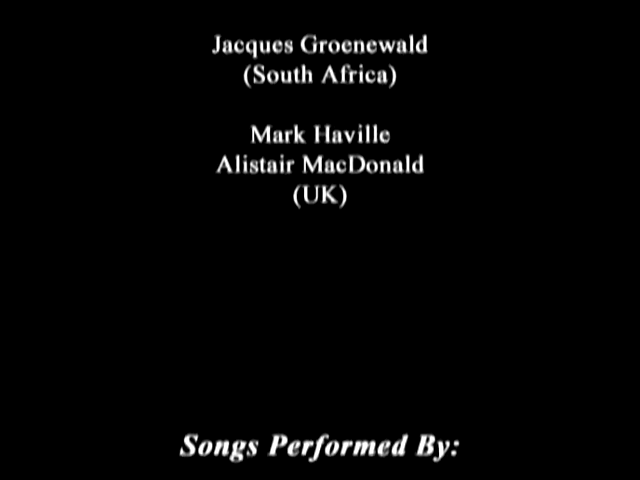 Jacques Groenewald
(South Africa)
Mark Haville
Alistair MacDonald
(UK)
Songs Performed By: